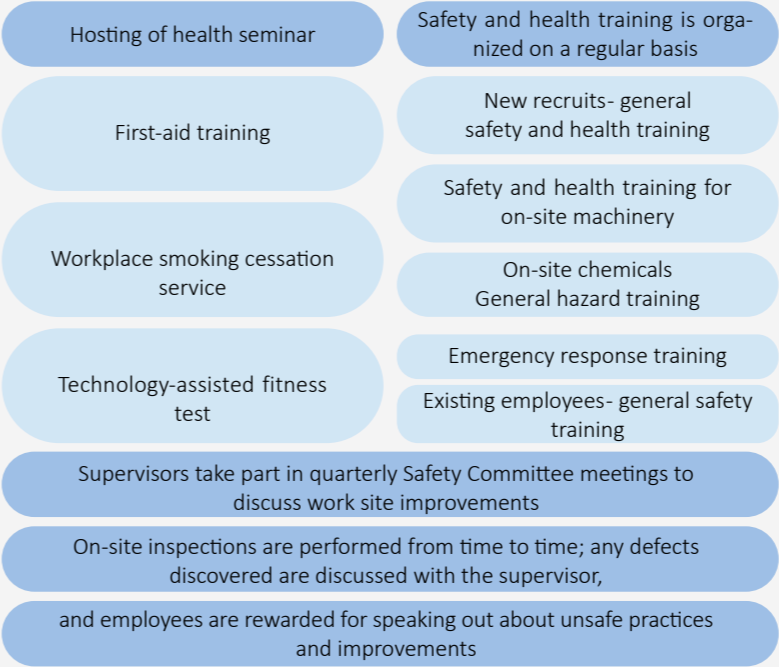 Hosting of health seminar
First-aid training
Workplace smoking cessation
service
Technology-assisted fitness
test
Safety and health training is orga-
nized on a regular basis
New recruits- general
safety and health training
Safety and health training for
on-site machinery
On-site chemicals
General hazard training
Emergency response training
Existing employees- general safety
training
Supervisors take part in quarterly Safety Committee meetings to
discuss work site improvements
On-site inspections are performed from time to time; any defects
discovered are discussed with the supervisor,
and employees are rewarded for speaking out about unsafe practices
and improvements